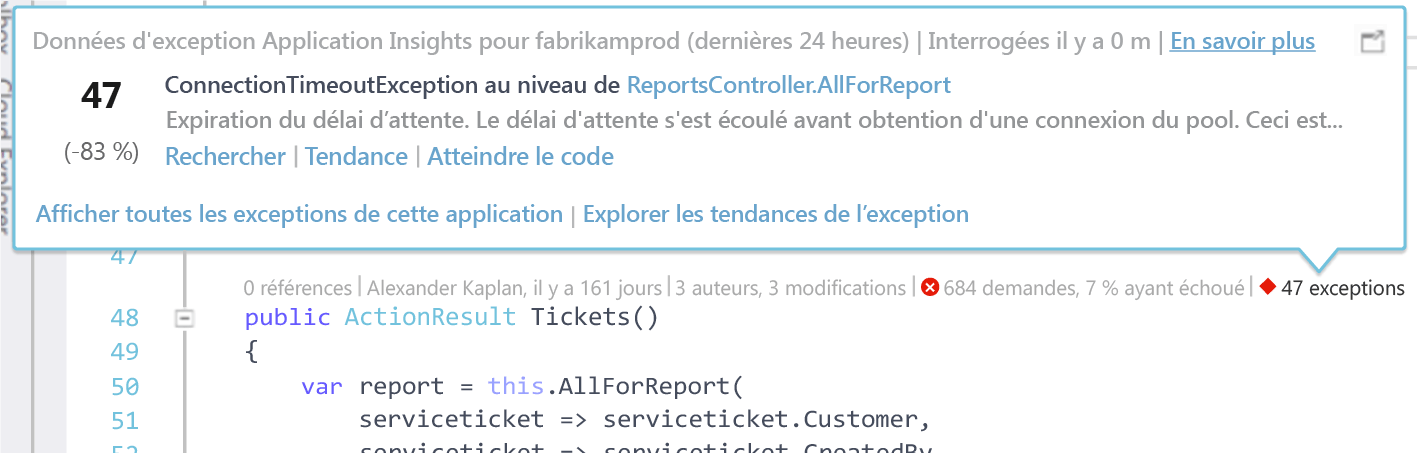 Données d'exception Application Insights pour fabrikamprod (dernières 24 heures) | Interrogées il y a 0 m | En savoir plus
47 ConnectionTimeoutException au niveau de ReportsController.AllForReport
Expiration du délai d’attente. Le délai d'attente s'est écoulé avant obtention d'une connexion du pool. Ceci est...
(-83 %) Rechercher | Tendance | Atteindre le code
Afficher toutes les exceptions de cette application | Explorer les tendances de l’exception
Cloud Explorer
47
0 références | Alexander Kaplan, il y a 161 jours | 3 auteurs, 3 modifications | 684 demandes, 7 % ayant échoué | 47 exceptions
48 public ActionResult Tickets()
49 {
50 var report = this.AllForReport(
51 serviceticket => serviceticket.Customer,
52 serviceticket => serviceticket.CreatedBy